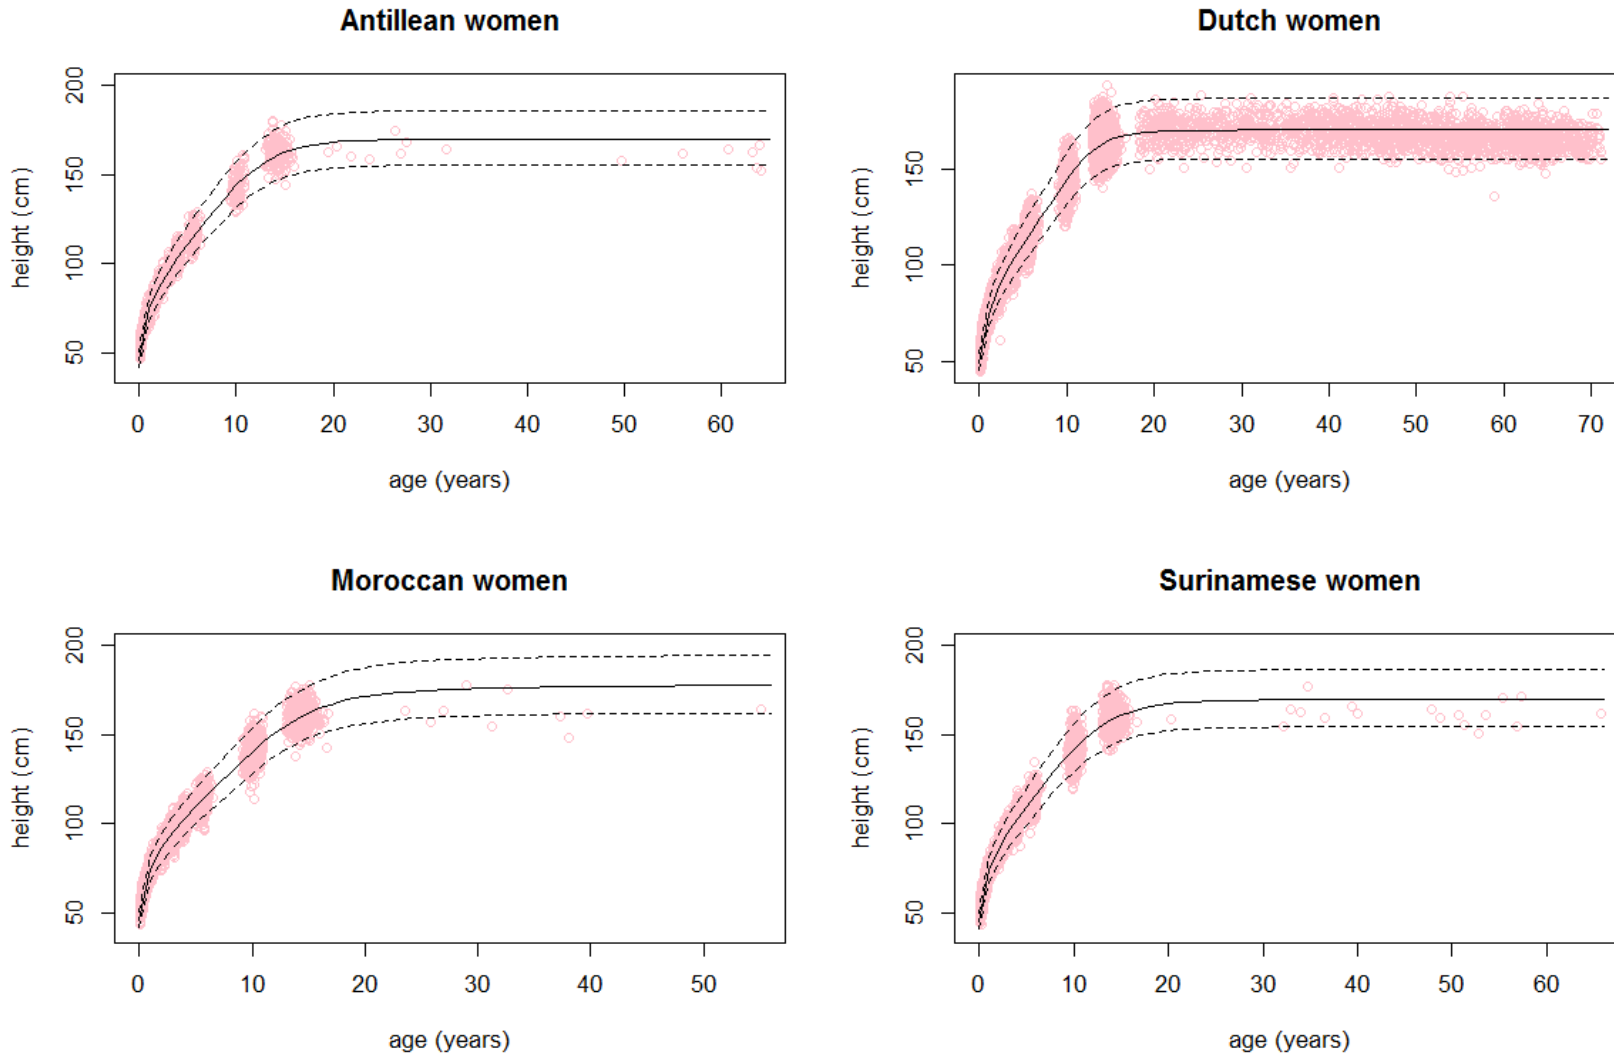 Antillean women
height (cm)
200
150
100
50
0 10 20 30 40 50 60
age (years)
Dutch women
height (cm)
150
100
50
0 10 20 30 40 50 60 70
age (years)
Moroccan women
height (cm)
200
150
100
50
0 10 20 30 40 50
age (years)
Surinamese women
height (cm)
200
150
100
50
0 10 20 30 40 50 60
age (years)